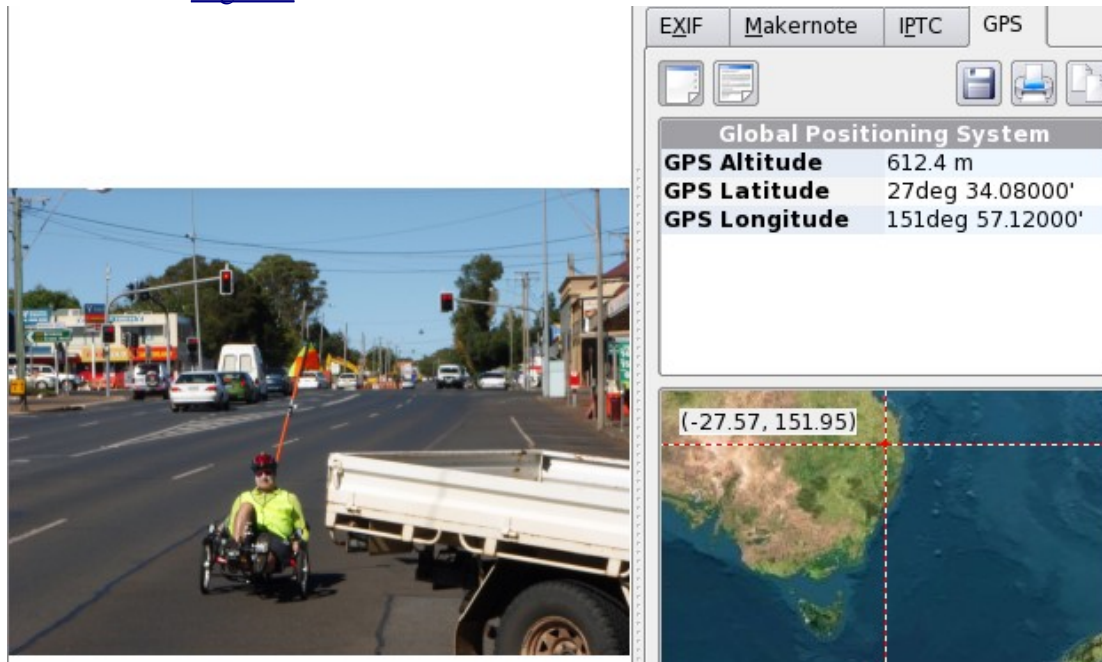 EXIF
Makernote
IPTC
GPS
Global Positioning System
GPS Altitude 612.4 m
GPS Latitude 27deg 34.08000'
GPS Longitude 151deg 57.12000'
(-27.57, 151.95)